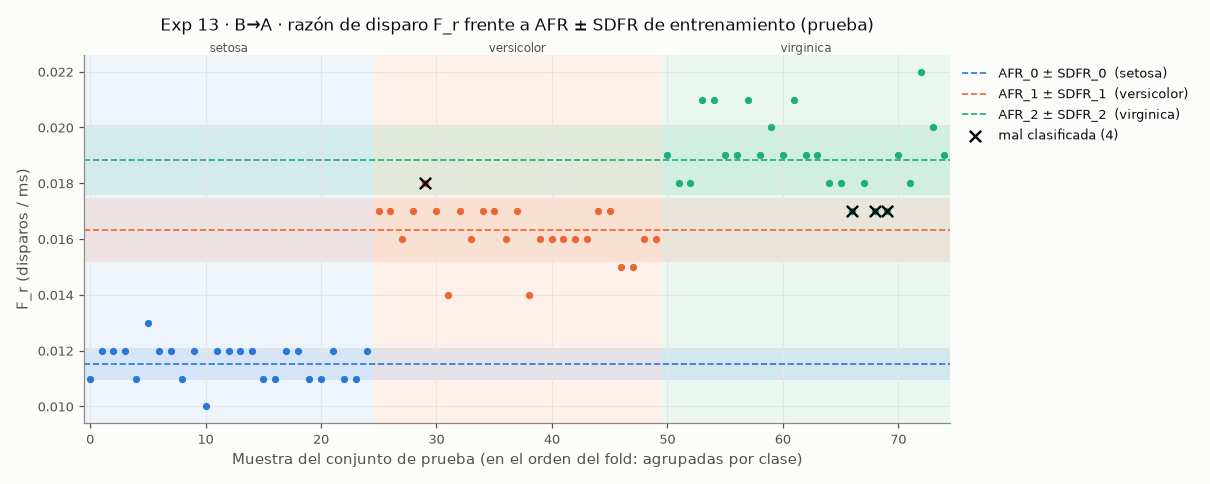 Exp 13 · B→A · razón de disparo F_r frente a AFR ± SDFR de entrenamiento (prueba)
setosa
versicolor
virginica
AFR_0 ± SDFR_0 (setosa)
AFR_1 ± SDFR_1 (versicolor)
AFR_2 ± SDFR_2 (virginica)
mal clasificada (4)
F_r (disparos / ms)
0.022
0.020
0.018
0.016
0.014
0.012
0.010
0 10 20 30 40 50 60 70
Muestra del conjunto de prueba (en el orden del fold: agrupadas por clase)